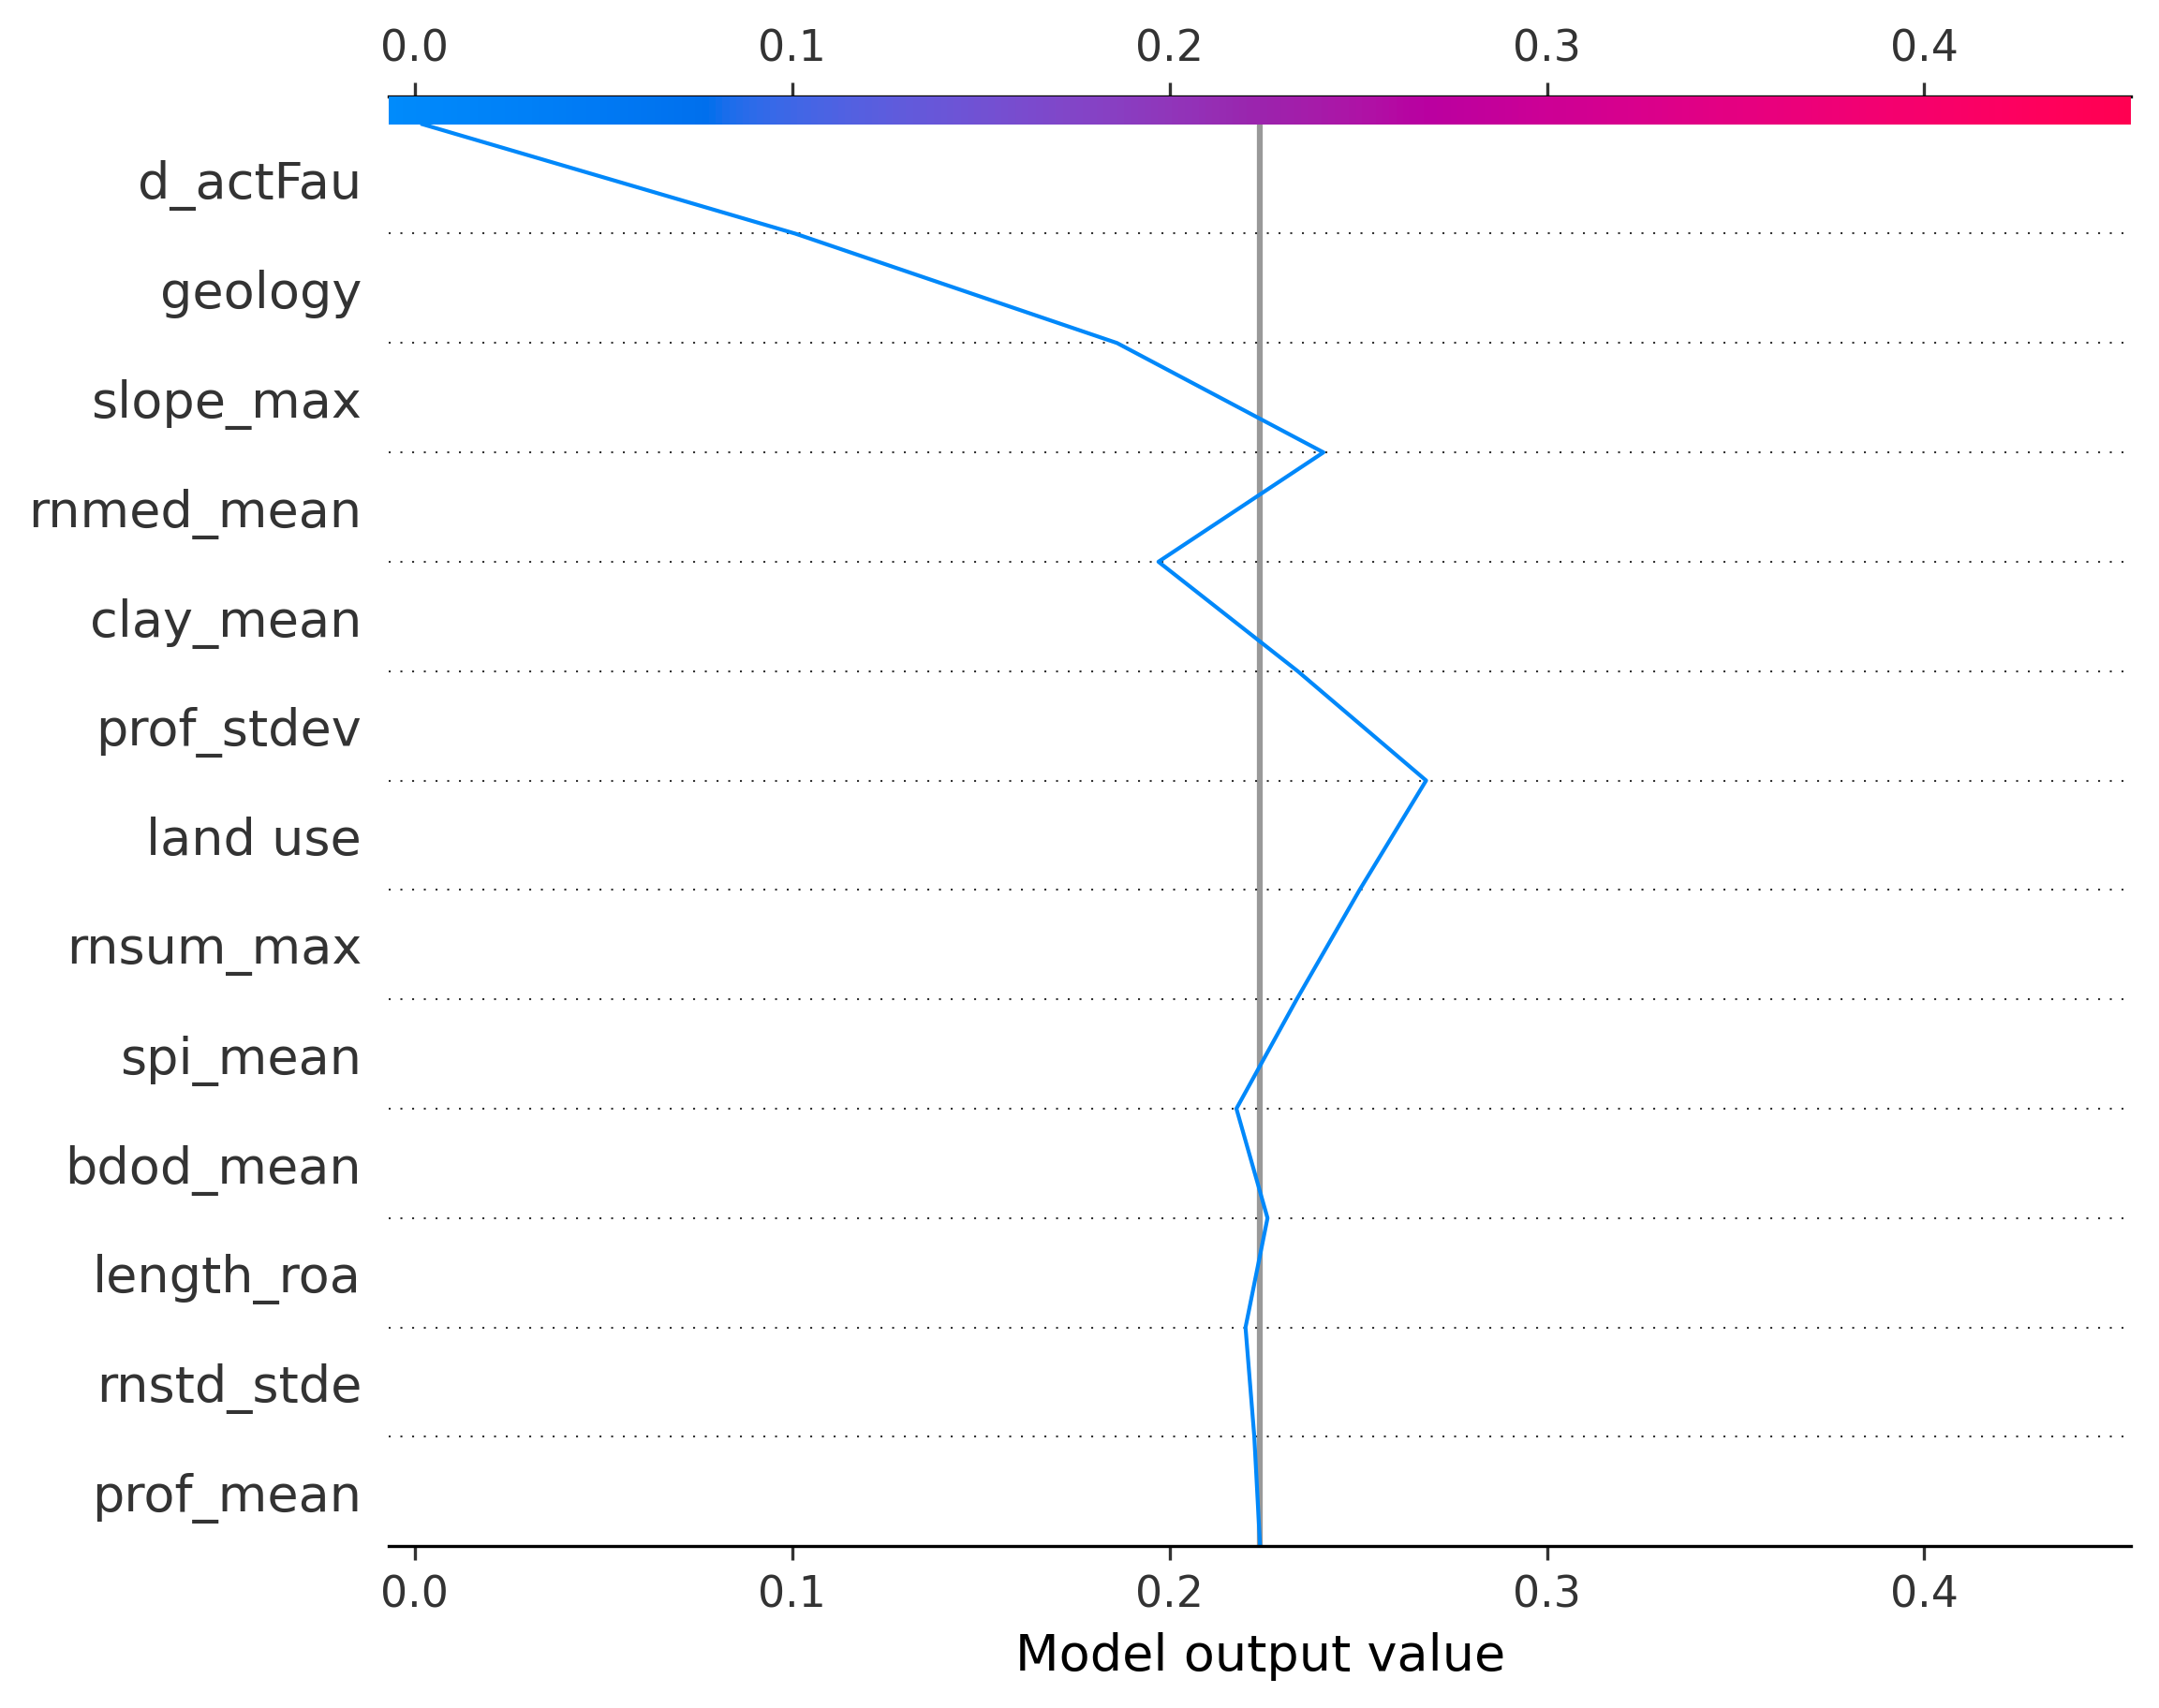 0.0 0.1 0.2 0.3 0.4
d_actFau
geology
slope_max
rnmed_mean
clay_mean
prof_stdev
land use
rnsum_max
spi_mean
bdod_mean
length_roa
rnstd_stde
prof_mean
0.0 0.1 0.2 0.3 0.4
Model output value